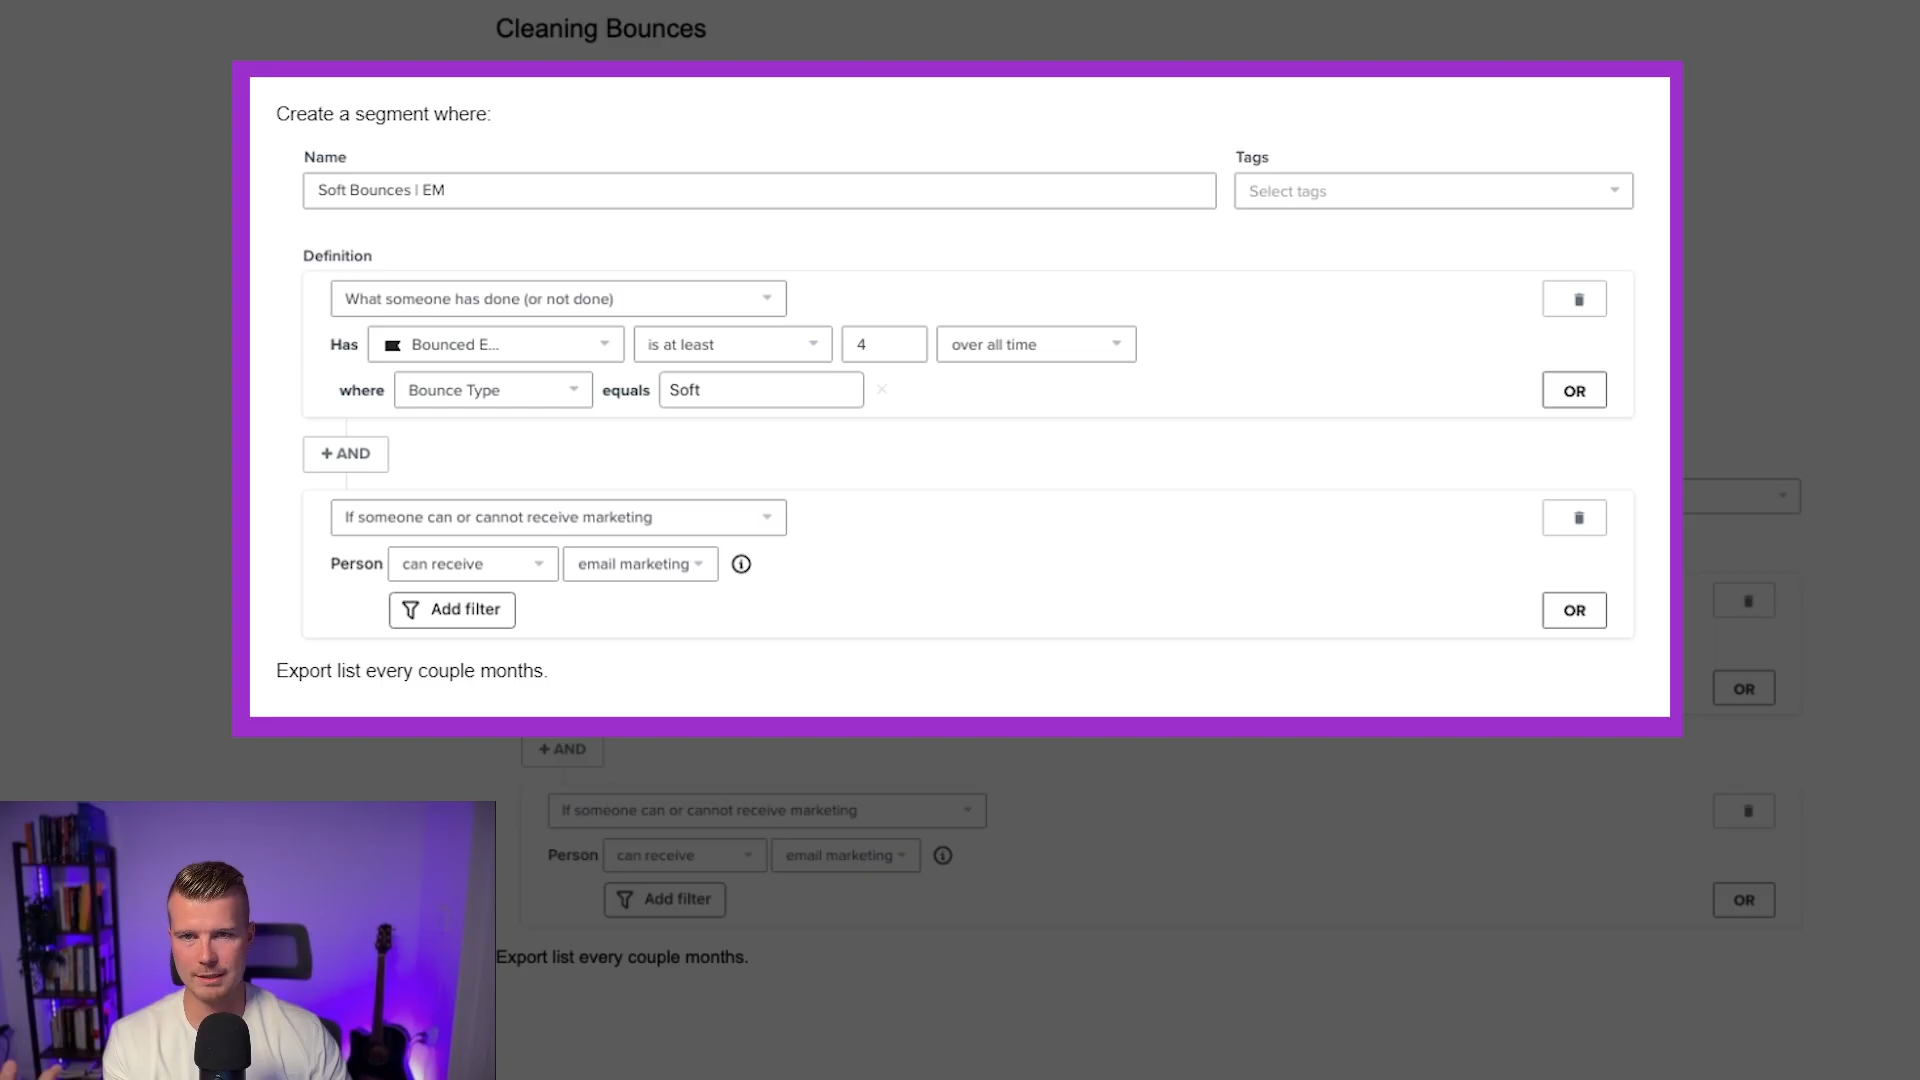 Cleaning Bounces
Create a segment where:
Name
Tags
Soft Bounces | EM
Select tags
Definition
What someone has done (or not done)
Has Bounced E... is at least 4 over all time
where Bounce Type equals Soft
OR
+ AND
If someone can or cannot receive marketing
Person can receive email marketing
Add filter
OR
Export list every couple months.
OR
+ AND
If someone can or cannot receive marketing
Person can receive email marketing
Add filter
OR
Export list every couple months.